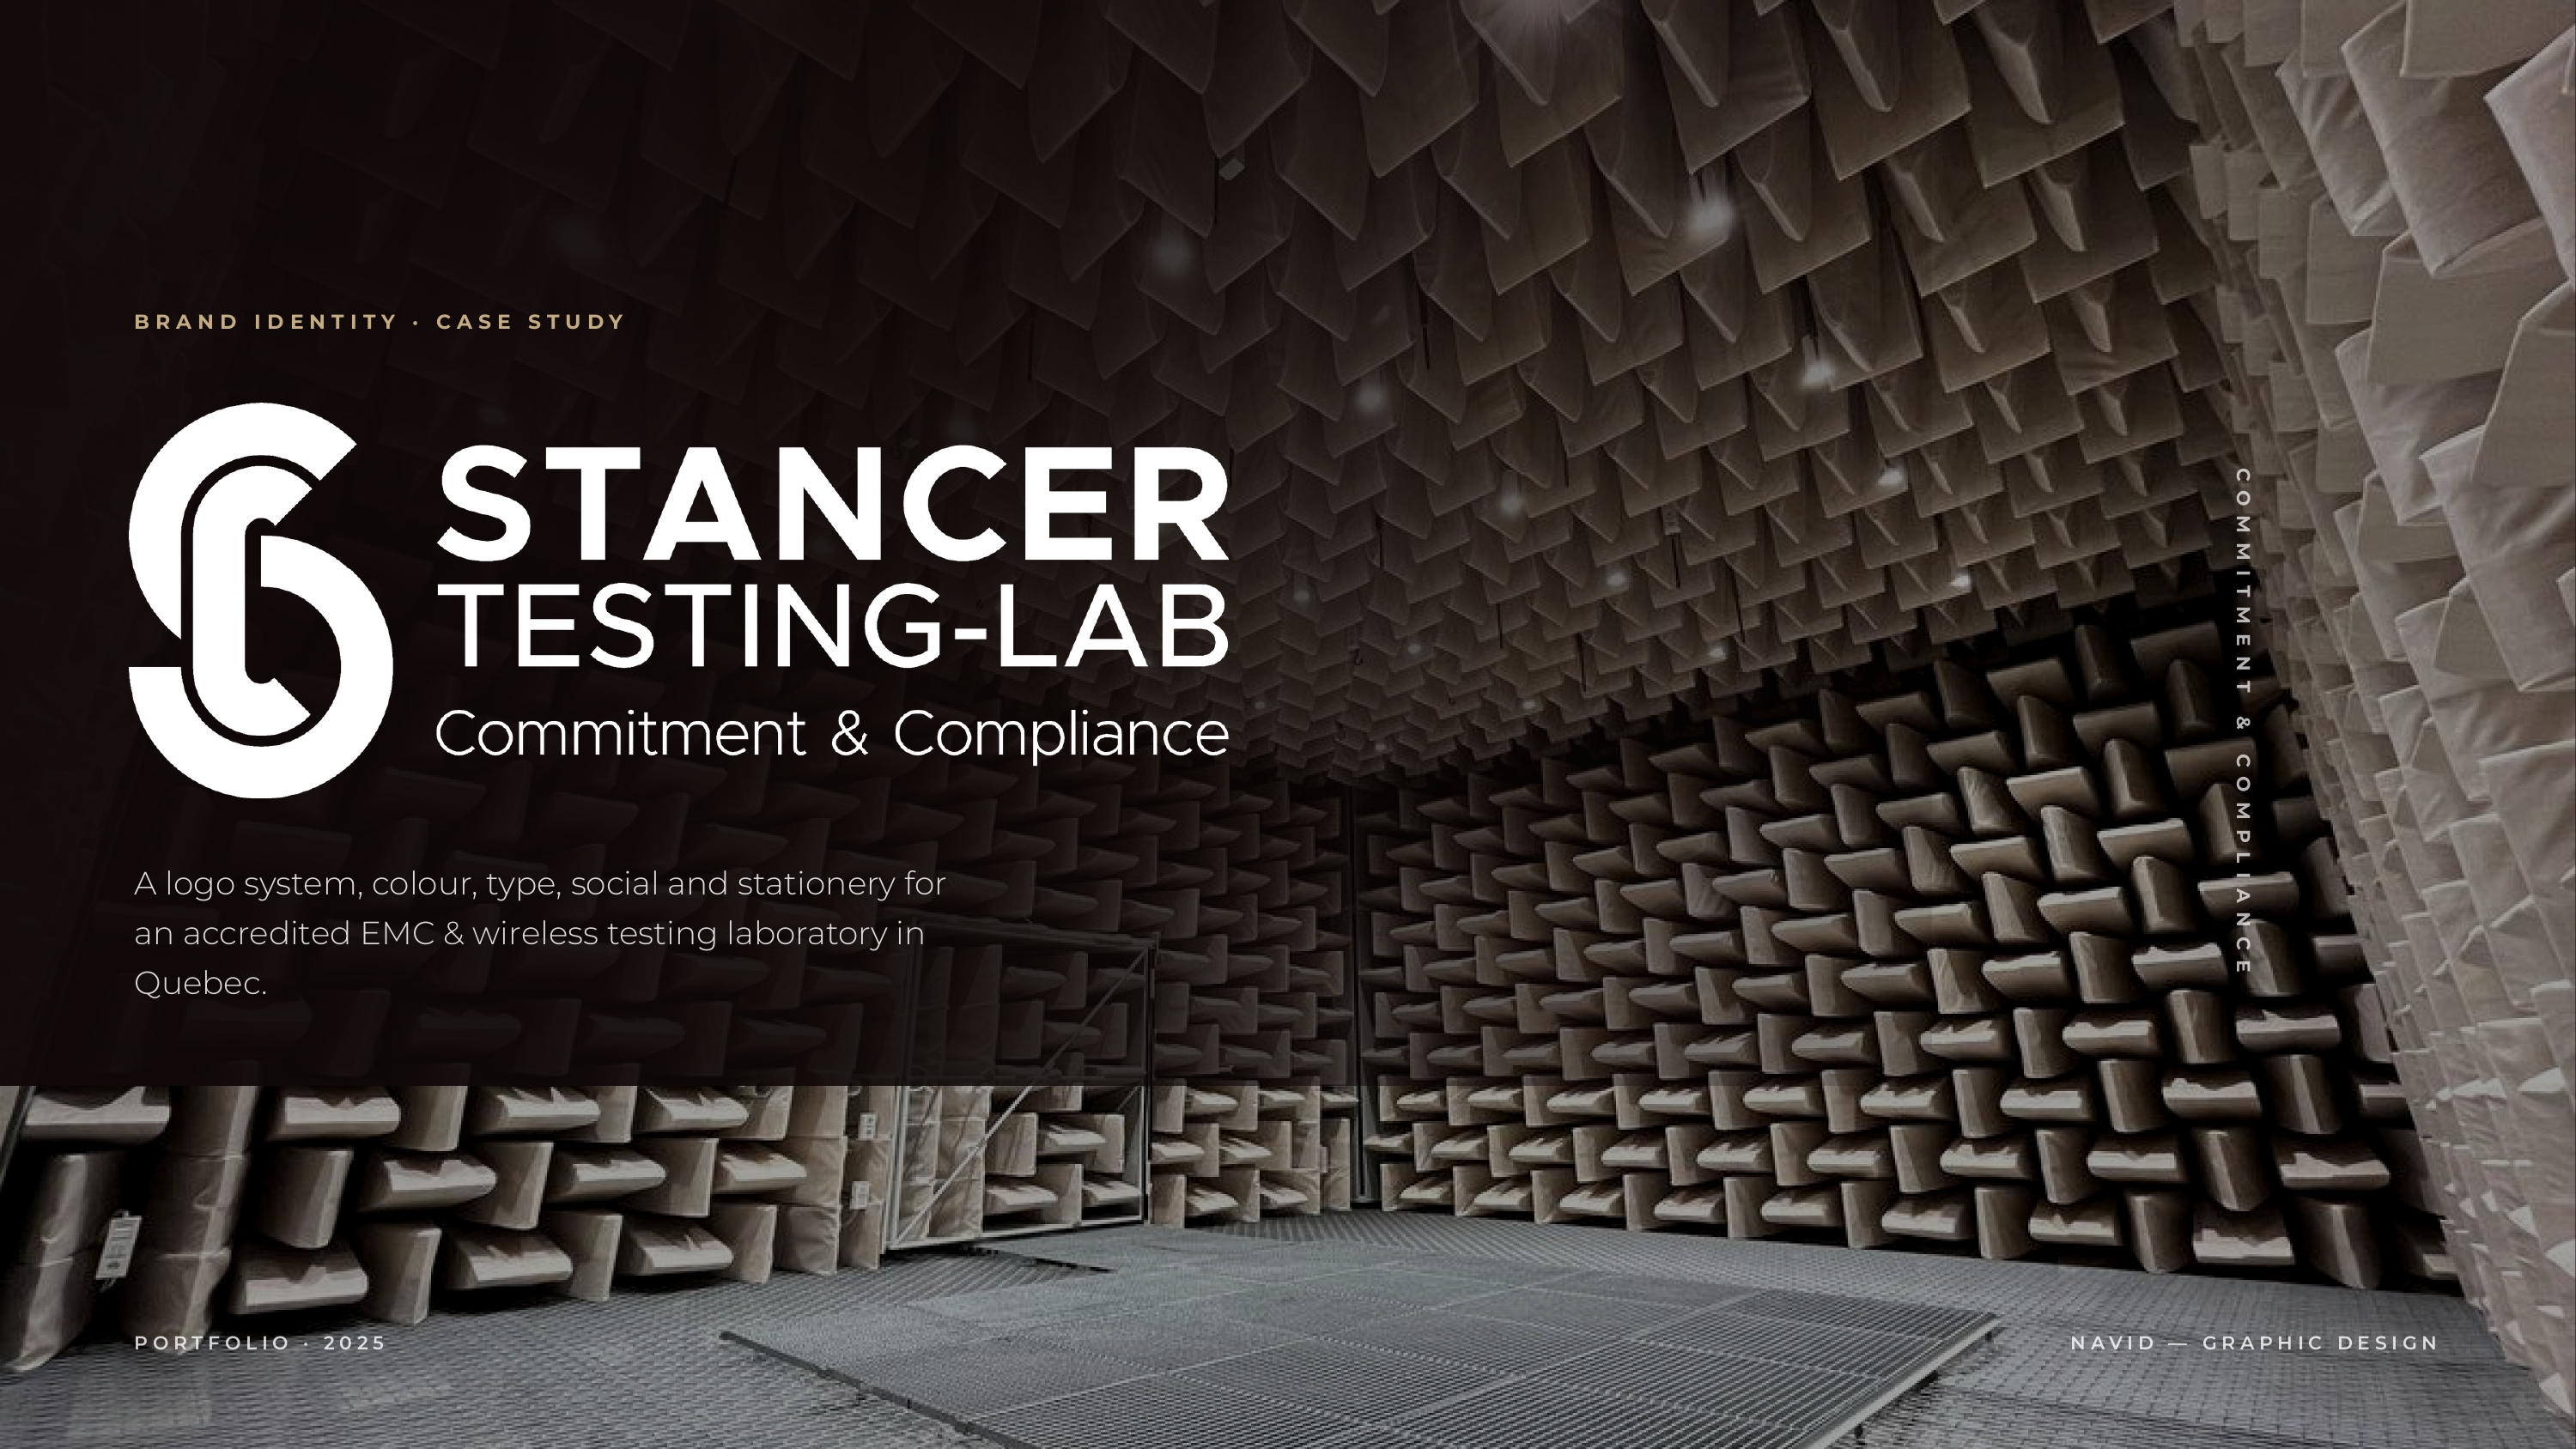 BRAND IDENTITY · CASE STUDY
STANCER
TESTING-LAB
Commitment & Compliance
A logo system, colour, type, social and stationery for
an accredited EMC & wireless testing laboratory in
Quebec.
COMMITMENT & COMPLIANCE
PORTFOLIO · 2025
NAVID — GRAPHIC DESIGN